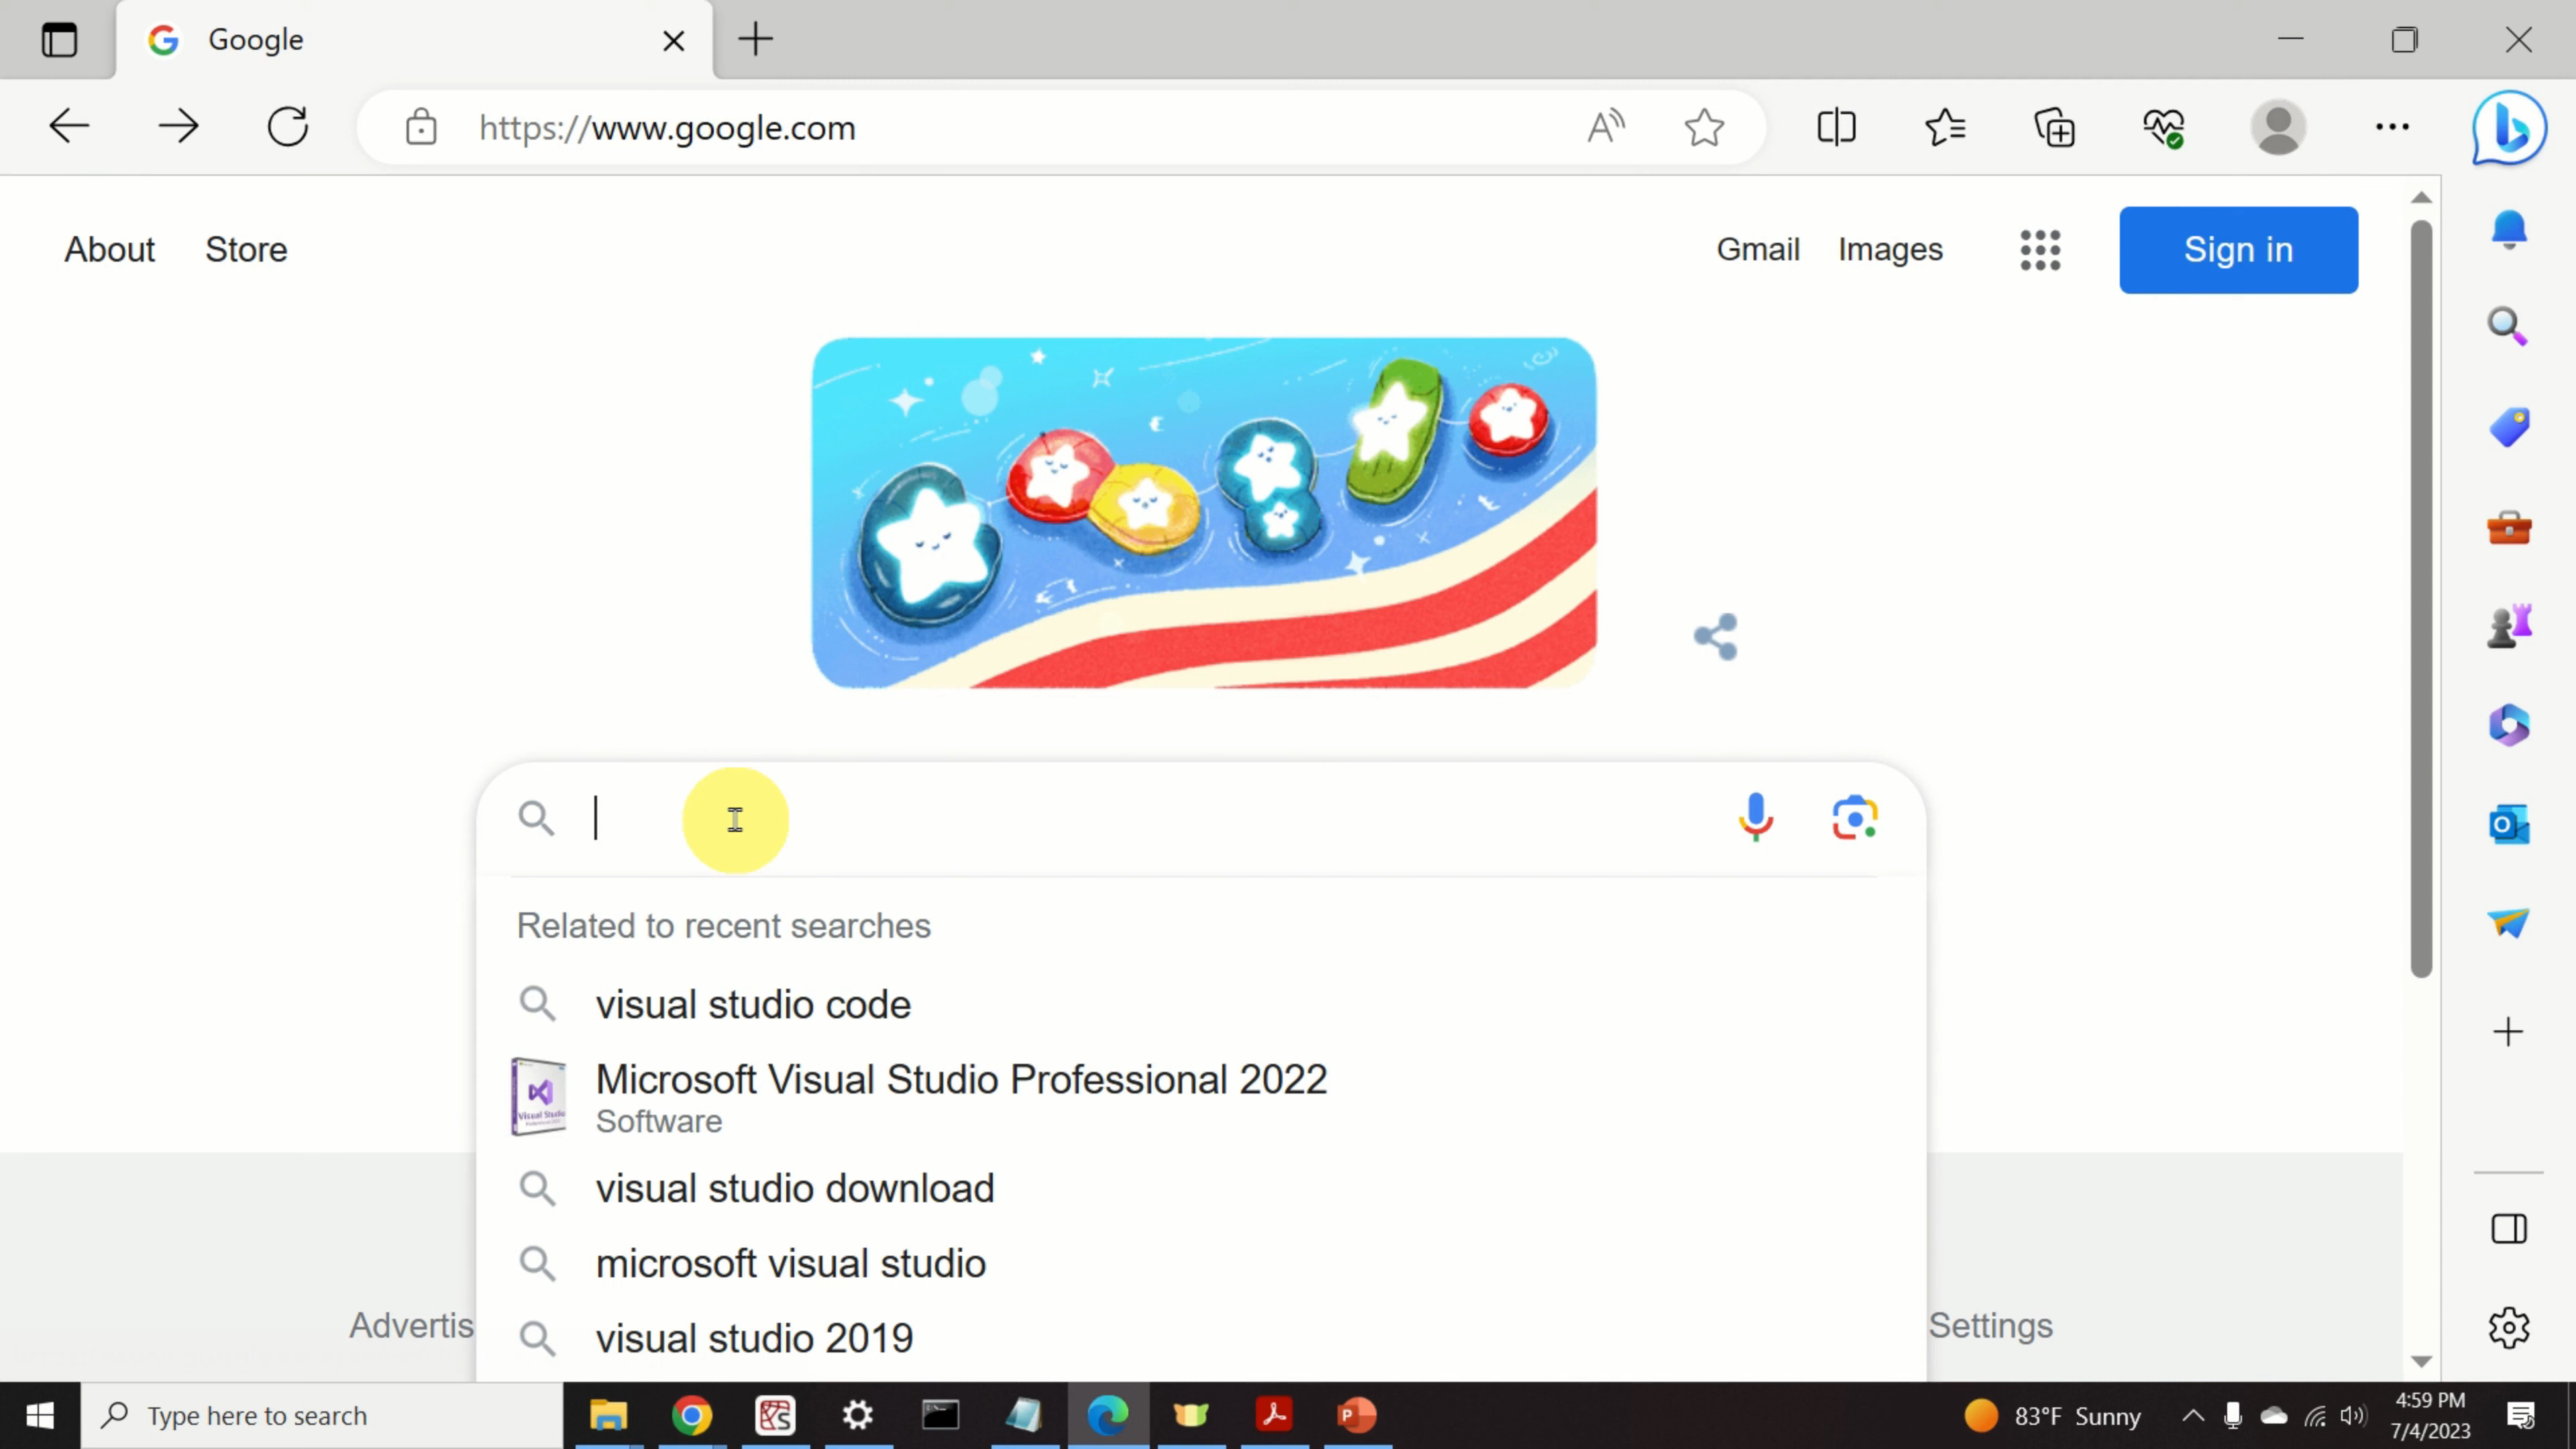 Google
https://www.google.com
About Store
Gmail Images Sign in
Related to recent searches
visual studio code
Microsoft Visual Studio Professional 2022
Software
visual studio download
microsoft visual studio
visual studio 2019
Advertis
Settings
Type here to search
83°F Sunny
4:59 PM
7/4/2023